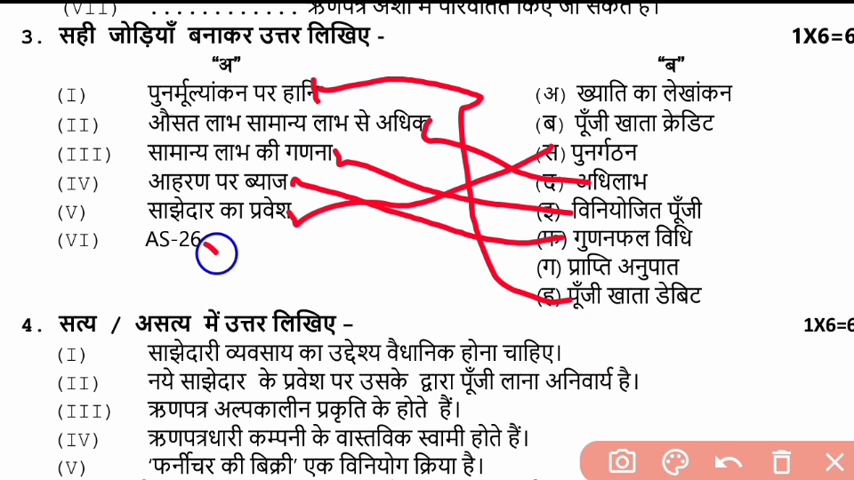 (VII) ............ ऋणपत्र अंशों में परिवर्तित किए जा सकते हैं।
3. सही जोड़ियाँ बनाकर उत्तर लिखिए - 1X6=6
“अ” “ब”
(I) पुनर्मूल्यांकन पर हानि (अ) ख्याति का लेखांकन
(II) औसत लाभ सामान्य लाभ से अधिक (ब) पूँजी खाता क्रेडिट
(III) सामान्य लाभ की गणना (स) पुनर्गठन
(IV) आहरण पर ब्याज (द) अधिलाभ
(V) साझेदार का प्रवेश (इ) विनियोजित पूँजी
(VI) AS-26 (फ) गुणनफल विधि
(ग) प्राप्ति अनुपात
(ह) पूँजी खाता डेबिट
4. सत्य / असत्य में उत्तर लिखिए – 1X6=6
(I) साझेदारी व्यवसाय का उद्देश्य वैधानिक होना चाहिए।
(II) नये साझेदार के प्रवेश पर उसके द्वारा पूँजी लाना अनिवार्य है।
(III) ऋणपत्र अल्पकालीन प्रकृति के होते हैं।
(IV) ऋणपत्रधारी कम्पनी के वास्तविक स्वामी होते हैं।
(V) ‘फर्नीचर की बिक्री’ एक विनियोग क्रिया है।